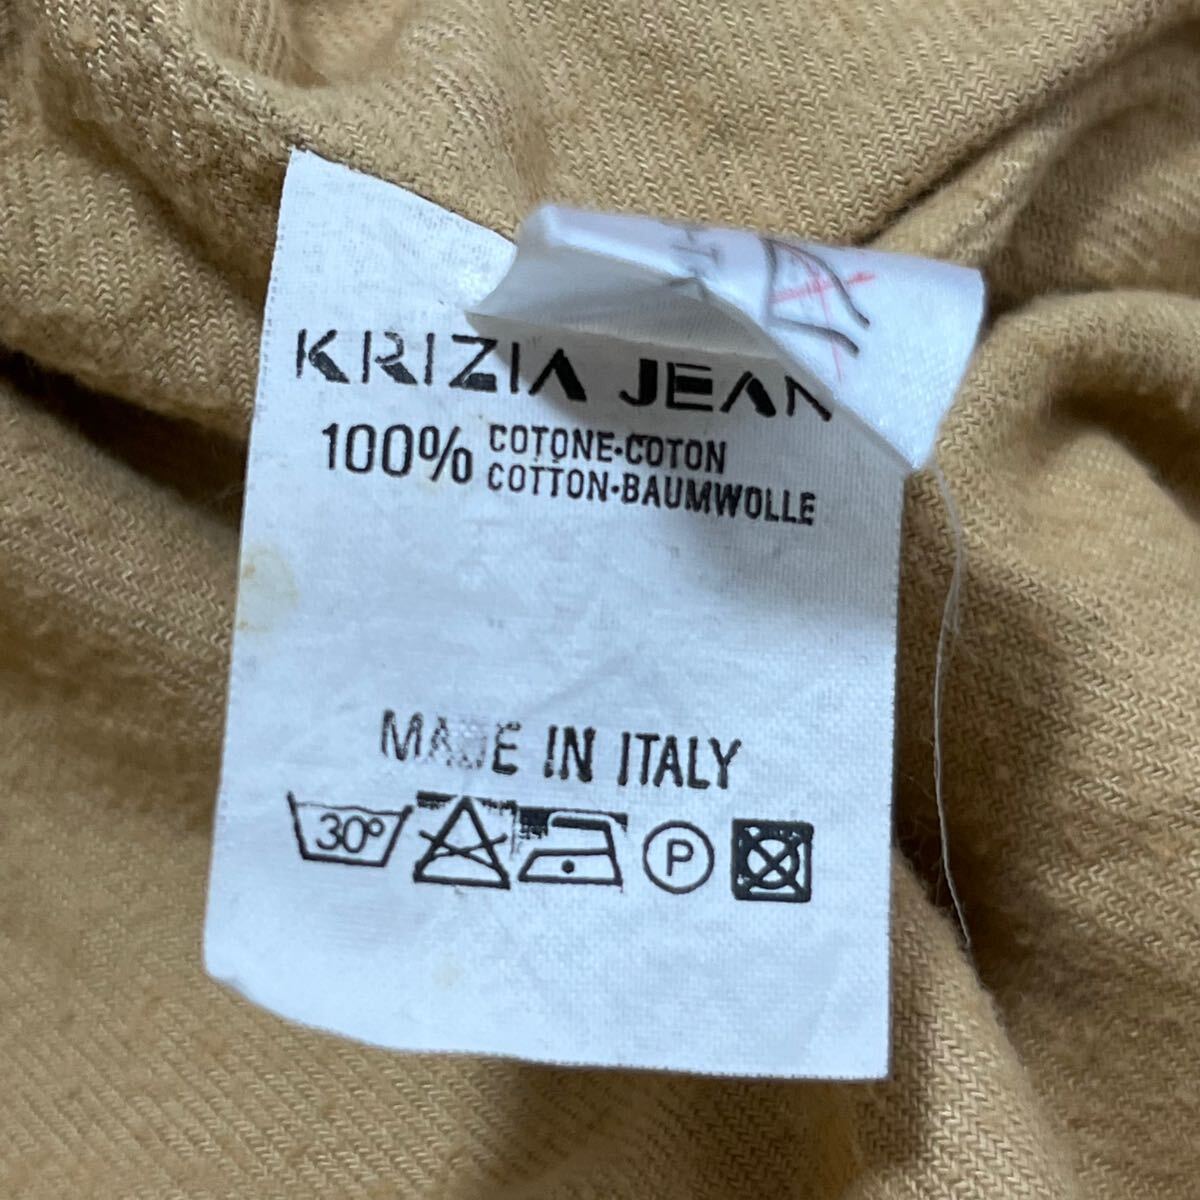 KRIZIA JEAN
100% COTONE·COTON
COTTON·BAUMWOLLE
MADE IN ITALY
30° P